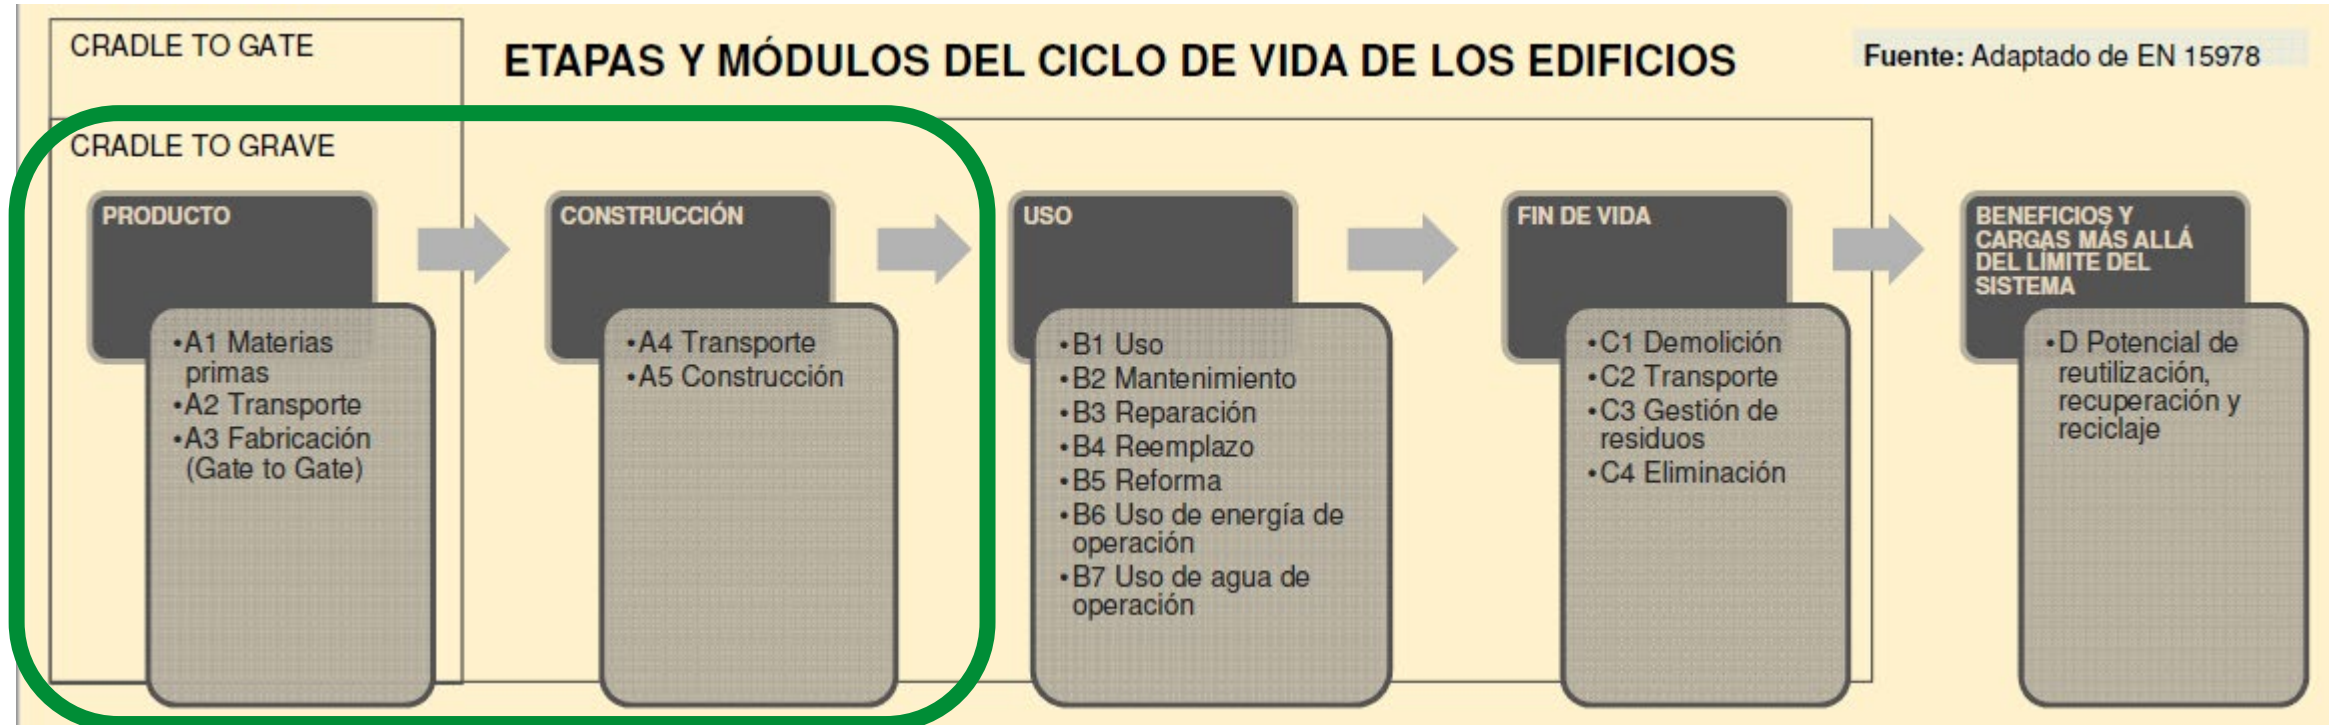 CRADLE TO GATE
ETAPAS Y MÓDULOS DEL CICLO DE VIDA DE LOS EDIFICIOS
Fuente: Adaptado de EN 15978
CRADLE TO GRAVE
PRODUCTO
•A1 Materias
primas
•A2 Transporte
•A3 Fabricación
(Gate to Gate)
CONSTRUCCIÓN
•A4 Transporte
•A5 Construcción
USO
•B1 Uso
•B2 Mantenimiento
•B3 Reparación
•B4 Reemplazo
•B5 Reforma
•B6 Uso de energía de
operación
•B7 Uso de agua de
operación
FIN DE VIDA
•C1 Demolición
•C2 Transporte
•C3 Gestión de
residuos
•C4 Eliminación
BENEFICIOS Y
CARGAS MÁS ALLÁ
DEL LÍMITE DEL
SISTEMA
•D Potencial de
reutilización,
recuperación y
reciclaje